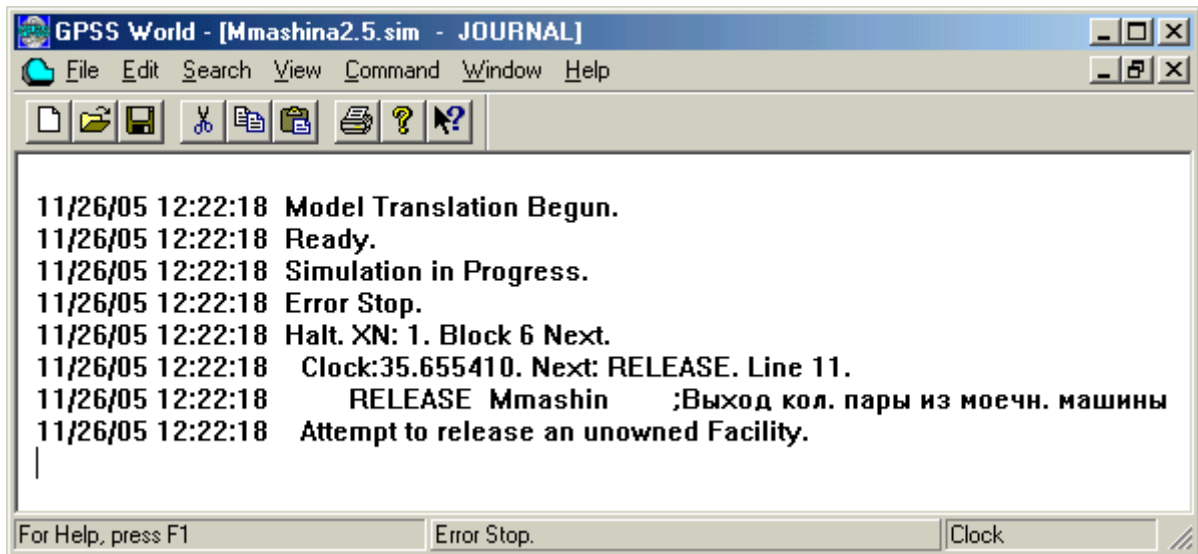 GPSS World - [Mmashina2.5.sim - JOURNAL]
File Edit Search View Command Window Help
11/26/05 12:22:18 Model Translation Begun.
11/26/05 12:22:18 Ready.
11/26/05 12:22:18 Simulation in Progress.
11/26/05 12:22:18 Error Stop.
11/26/05 12:22:18 Halt. XN: 1. Block 6 Next.
11/26/05 12:22:18 Clock:35.655410. Next: RELEASE. Line 11.
11/26/05 12:22:18 RELEASE Mmashin ;Выход кол. пары из моечн. машины
11/26/05 12:22:18 Attempt to release an unowned Facility.
For Help, press F1 Error Stop. Clock